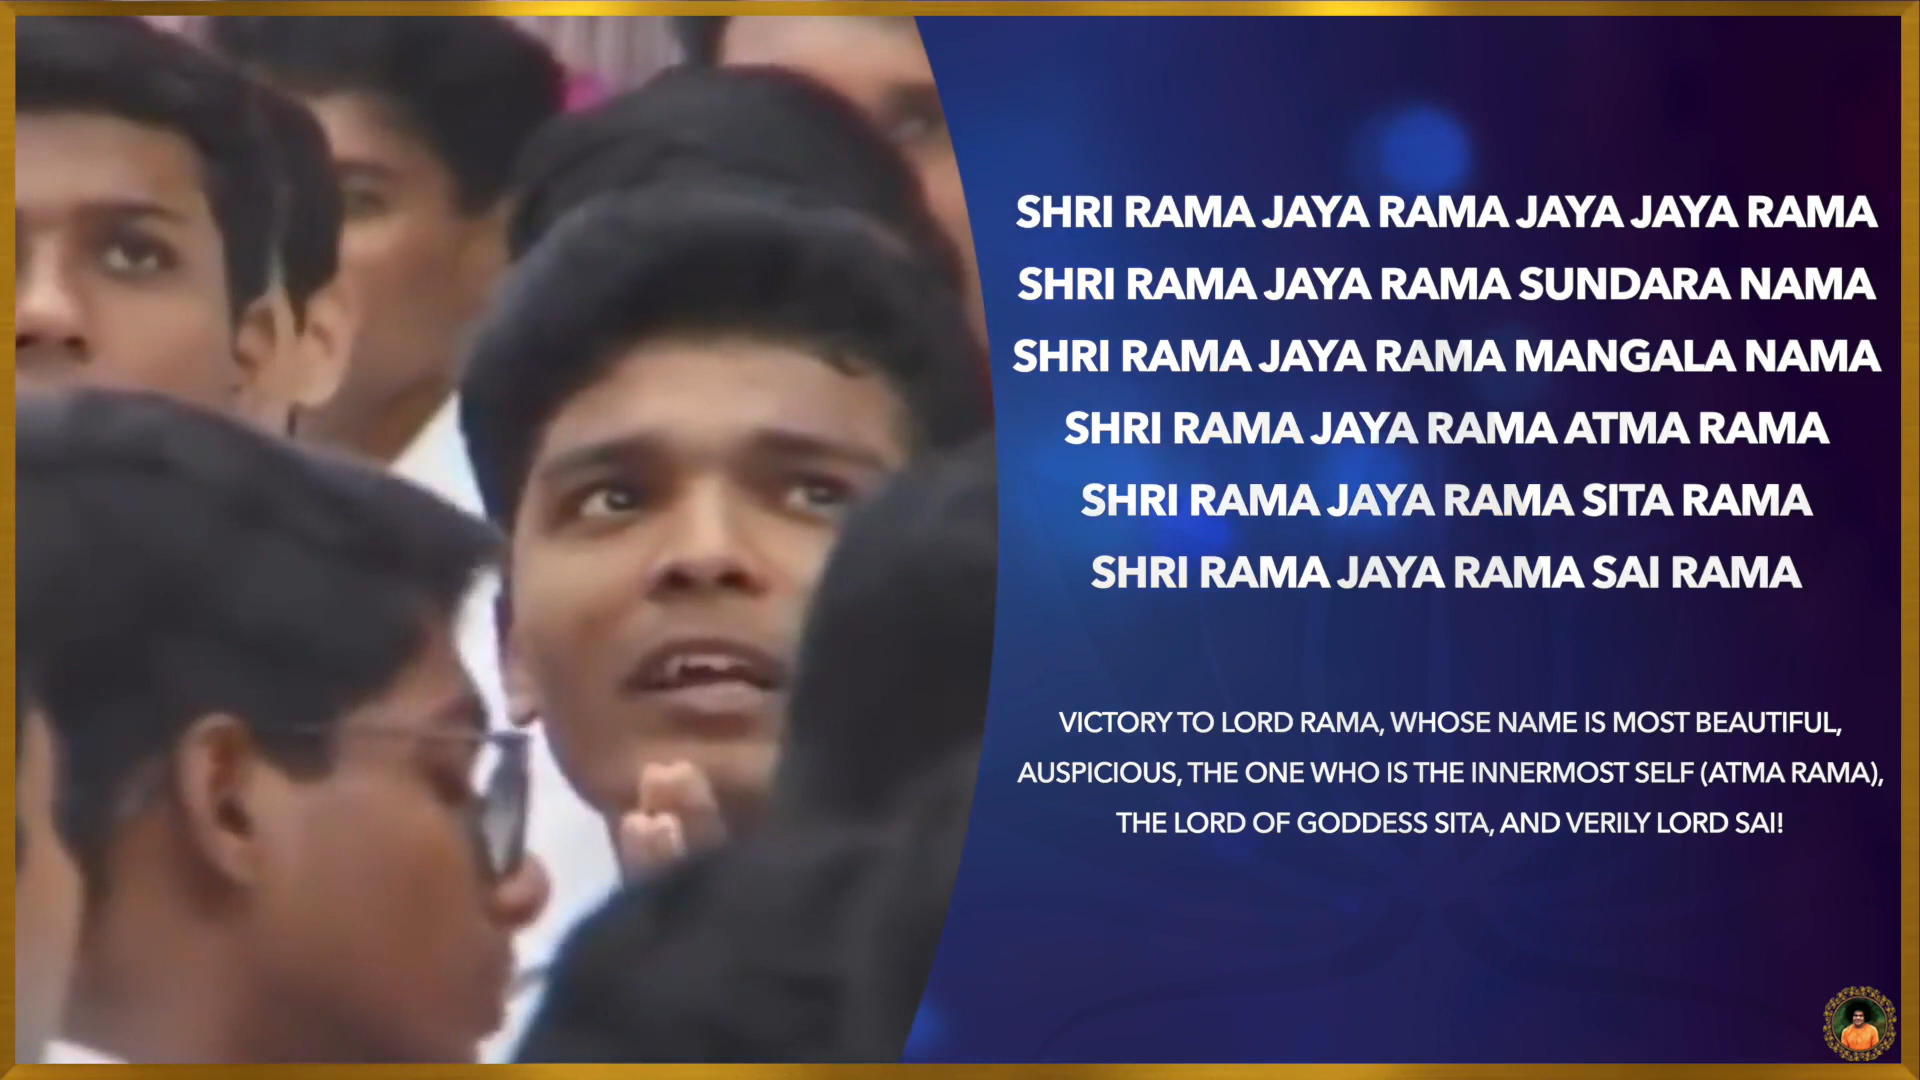 SHRI RAMA JAYA RAMA JAYA JAYA RAMA
SHRI RAMA JAYA RAMA SUNDARA NAMA
SHRI RAMA JAYA RAMA MANGALA NAMA
SHRI RAMA JAYA RAMA ATMA RAMA
SHRI RAMA JAYA RAMA SITA RAMA
SHRI RAMA JAYA RAMA SAI RAMA
VICTORY TO LORD RAMA, WHOSE NAME IS MOST BEAUTIFUL,
AUSPICIOUS, THE ONE WHO IS THE INNERMOST SELF (ATMA RAMA),
THE LORD OF GODDESS SITA, AND VERILY LORD SAI!